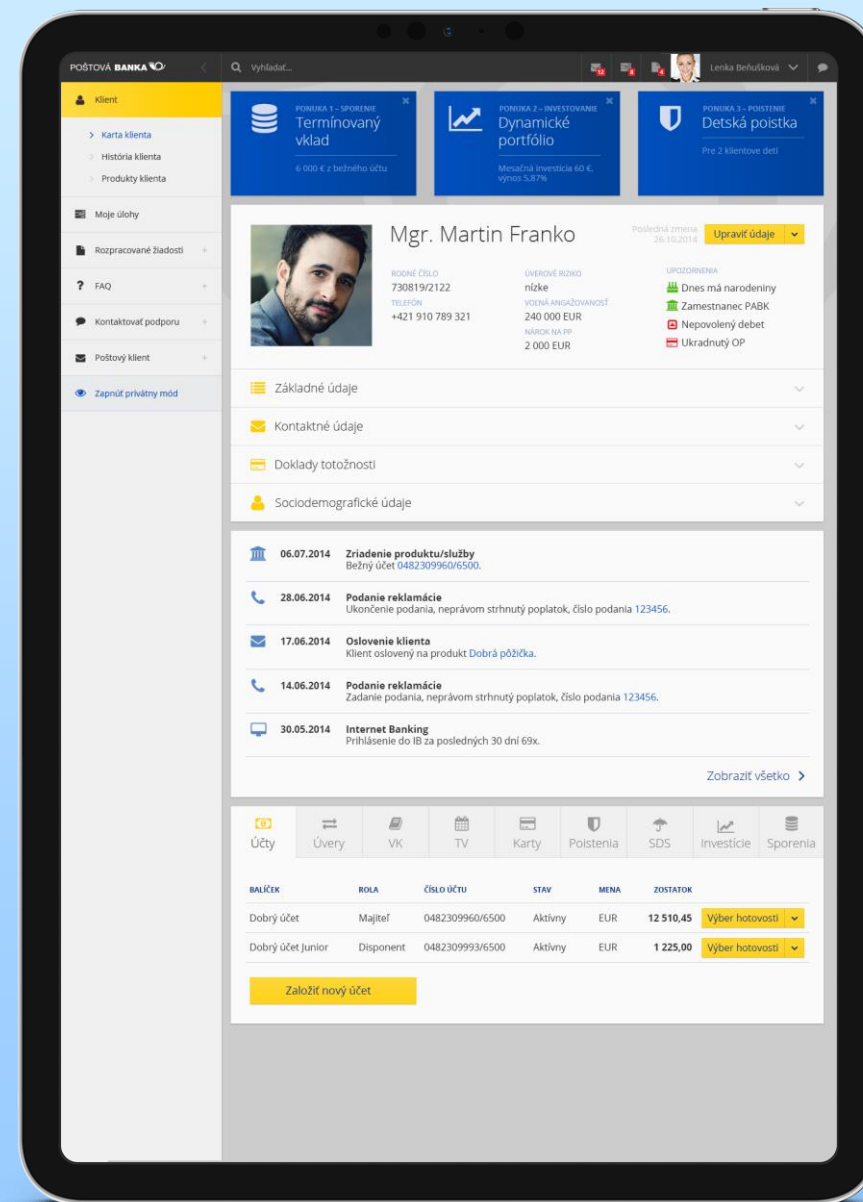 POŠTOVÁ BANKA
Vyhľadať...
12
8
4
Lenka Beňušková
Klient
Karta klienta
História klienta
Produkty klienta
Moje úlohy
Rozpracované žiadosti
FAQ
Kontaktovať podporu
Poštový klient
Zapnúť privátny mód
PONUKA 1 – SPORENIE
Termínovaný
vklad
6 000 € z bežného účtu
PONUKA 2 – INVESTOVANIE
Dynamické
portfólio
Mesačná investícia 60 €,
výnos 5,87%
PONUKA 3 – POISTENIE
Detská poistka
Pre 2 klientove deti
Mgr. Martin Franko
Posledná zmena
26.10.2014
Upraviť údaje
RODNÉ ČÍSLO
730819/2122
TELEFÓN
+421 910 789 321
ÚVEROVÉ RIZIKO
nízke
VOĽNÁ ANGAŽOVANOSŤ
240 000 EUR
NÁROK NA PP
2 000 EUR
UPOZORNENIA
Dnes má narodeniny
Zamestnanec PABK
Nepovolený debet
Ukradnutý OP
Základné údaje
Kontaktné údaje
Doklady totožnosti
Sociodemografické údaje
06.07.2014 Zriadenie produktu/služby
Bežný účet 0482309960/6500.
28.06.2014 Podanie reklamácie
Ukončenie podania, neprávom strhnutý poplatok, číslo podania 123456.
17.06.2014 Oslovenie klienta
Klient oslovený na produkt Dobrá pôžička.
14.06.2014 Podanie reklamácie
Zadanie podania, neprávom strhnutý poplatok, číslo podania 123456.
30.05.2014 Internet Banking
Prihlásenie do IB za posledných 30 dní 69x.
Zobraziť všetko
Účty Úvery VK TV Karty Poistenia SDS Investície Sporenia
BALÍČEK ROLA ČÍSLO ÚČTU STAV MENA ZOSTATOK
Dobrý účet Majiteľ 0482309960/6500 Aktívny EUR 12 510,45 Výber hotovosti
Dobrý účet Junior Disponent 0482309993/6500 Aktívny EUR 1 225,00 Výber hotovosti
Založiť nový účet